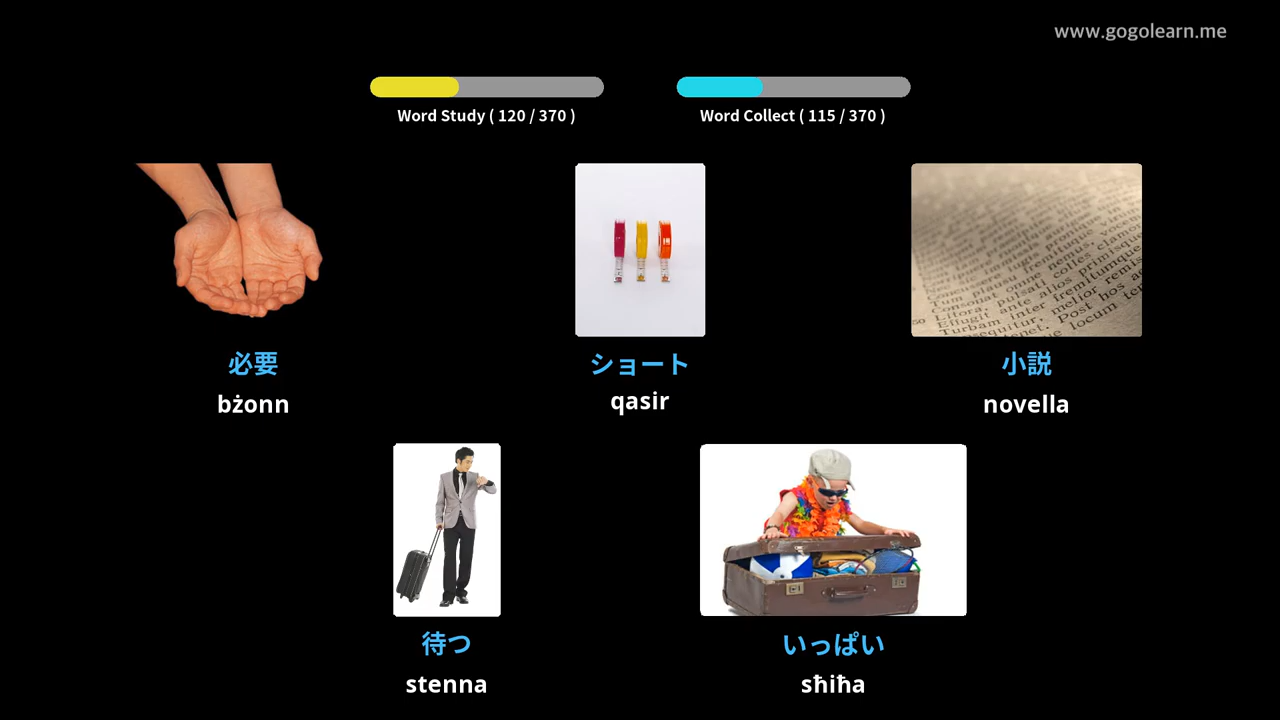 www.gogolearn.me
Word Study ( 120 / 370 )
Word Collect ( 115 / 370 )
必要
ショート
小説
bżonn
qasir
novella
待つ
いっぱい
stenna
sħiħa